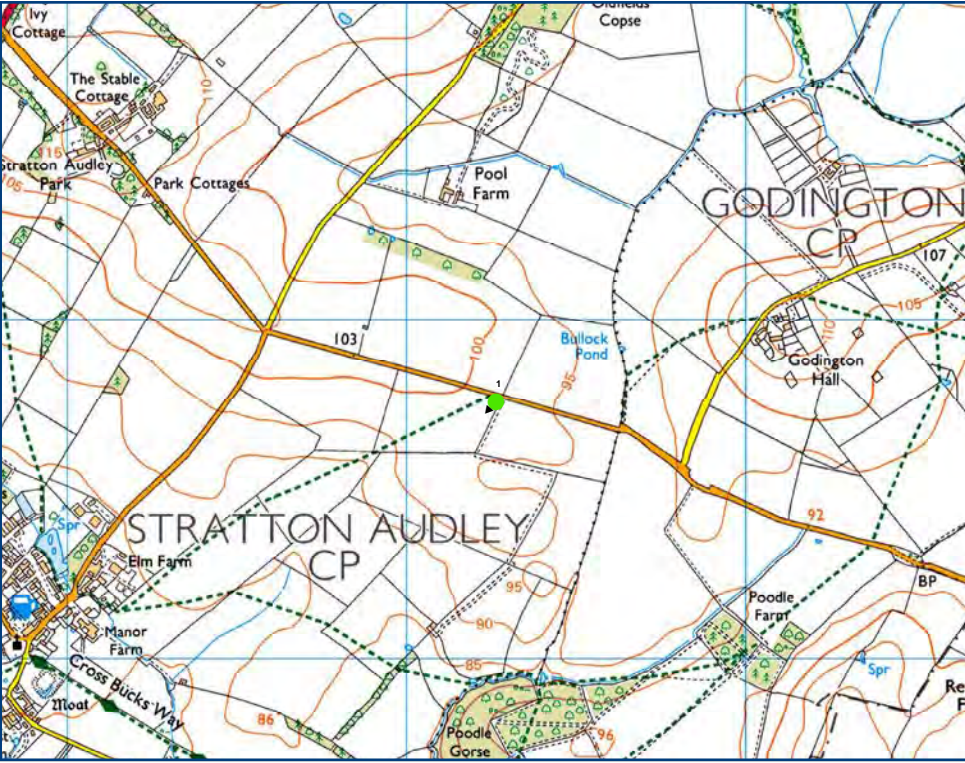 Ivy
Cottage
Oldfields
Copse
The Stable
Cottage
110
115
Stratton Audley
Park
105
Park Cottages
Pool
Farm
GODINGTON
CP
107
105
110
103
100
95
Bullock
Pond
Godington
Hall
1
STRATTON AUDLEY
CP
Spr
Elm Farm
92
BP
95
90
Poodle
Farm
Manor
Farm
Cross Bucks Way
Moat
85
86
Spr
Poodle
Gorse
96
Re
F